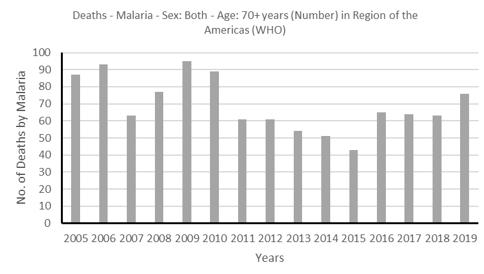 Deaths - Malaria - Sex: Both - Age: 70+ years (Number) in Region of the
Americas (WHO)
No. of Deaths by Malaria
100
90
80
70
60
50
40
30
20
10
0
2005 2006 2007 2008 2009 2010 2011 2012 2013 2014 2015 2016 2017 2018 2019
Years